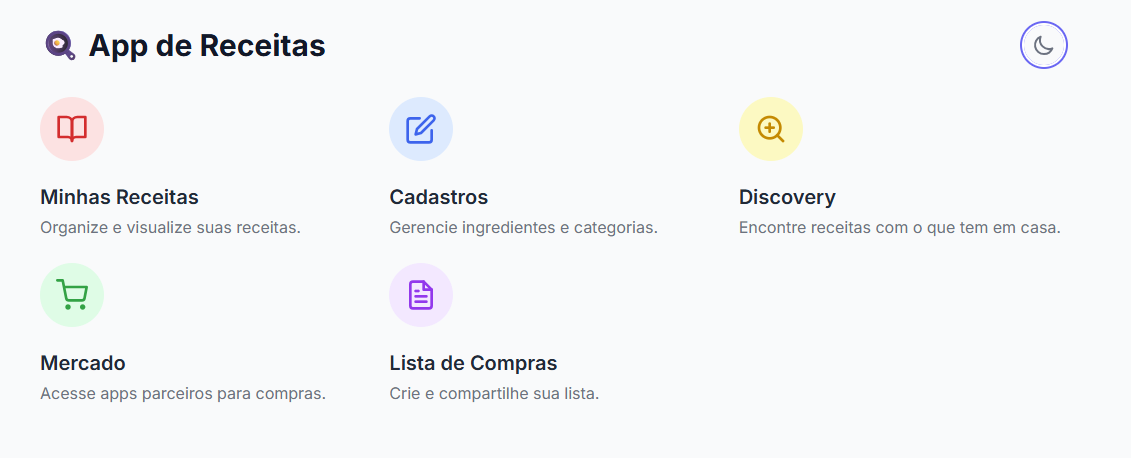 App de Receitas
Minhas Receitas
Organize e visualize suas receitas.
Cadastros
Gerencie ingredientes e categorias.
Discovery
Encontre receitas com o que tem em casa.
Mercado
Acesse apps parceiros para compras.
Lista de Compras
Crie e compartilhe sua lista.